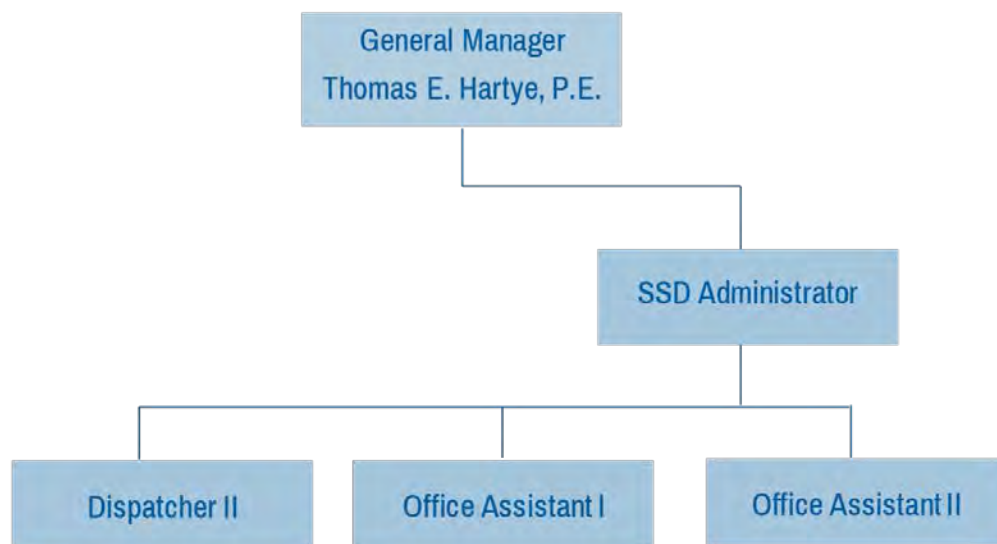 General Manager
Thomas E. Hartye, P.E.
SSD Administrator
Dispatcher II
Office Assistant I
Office Assistant II